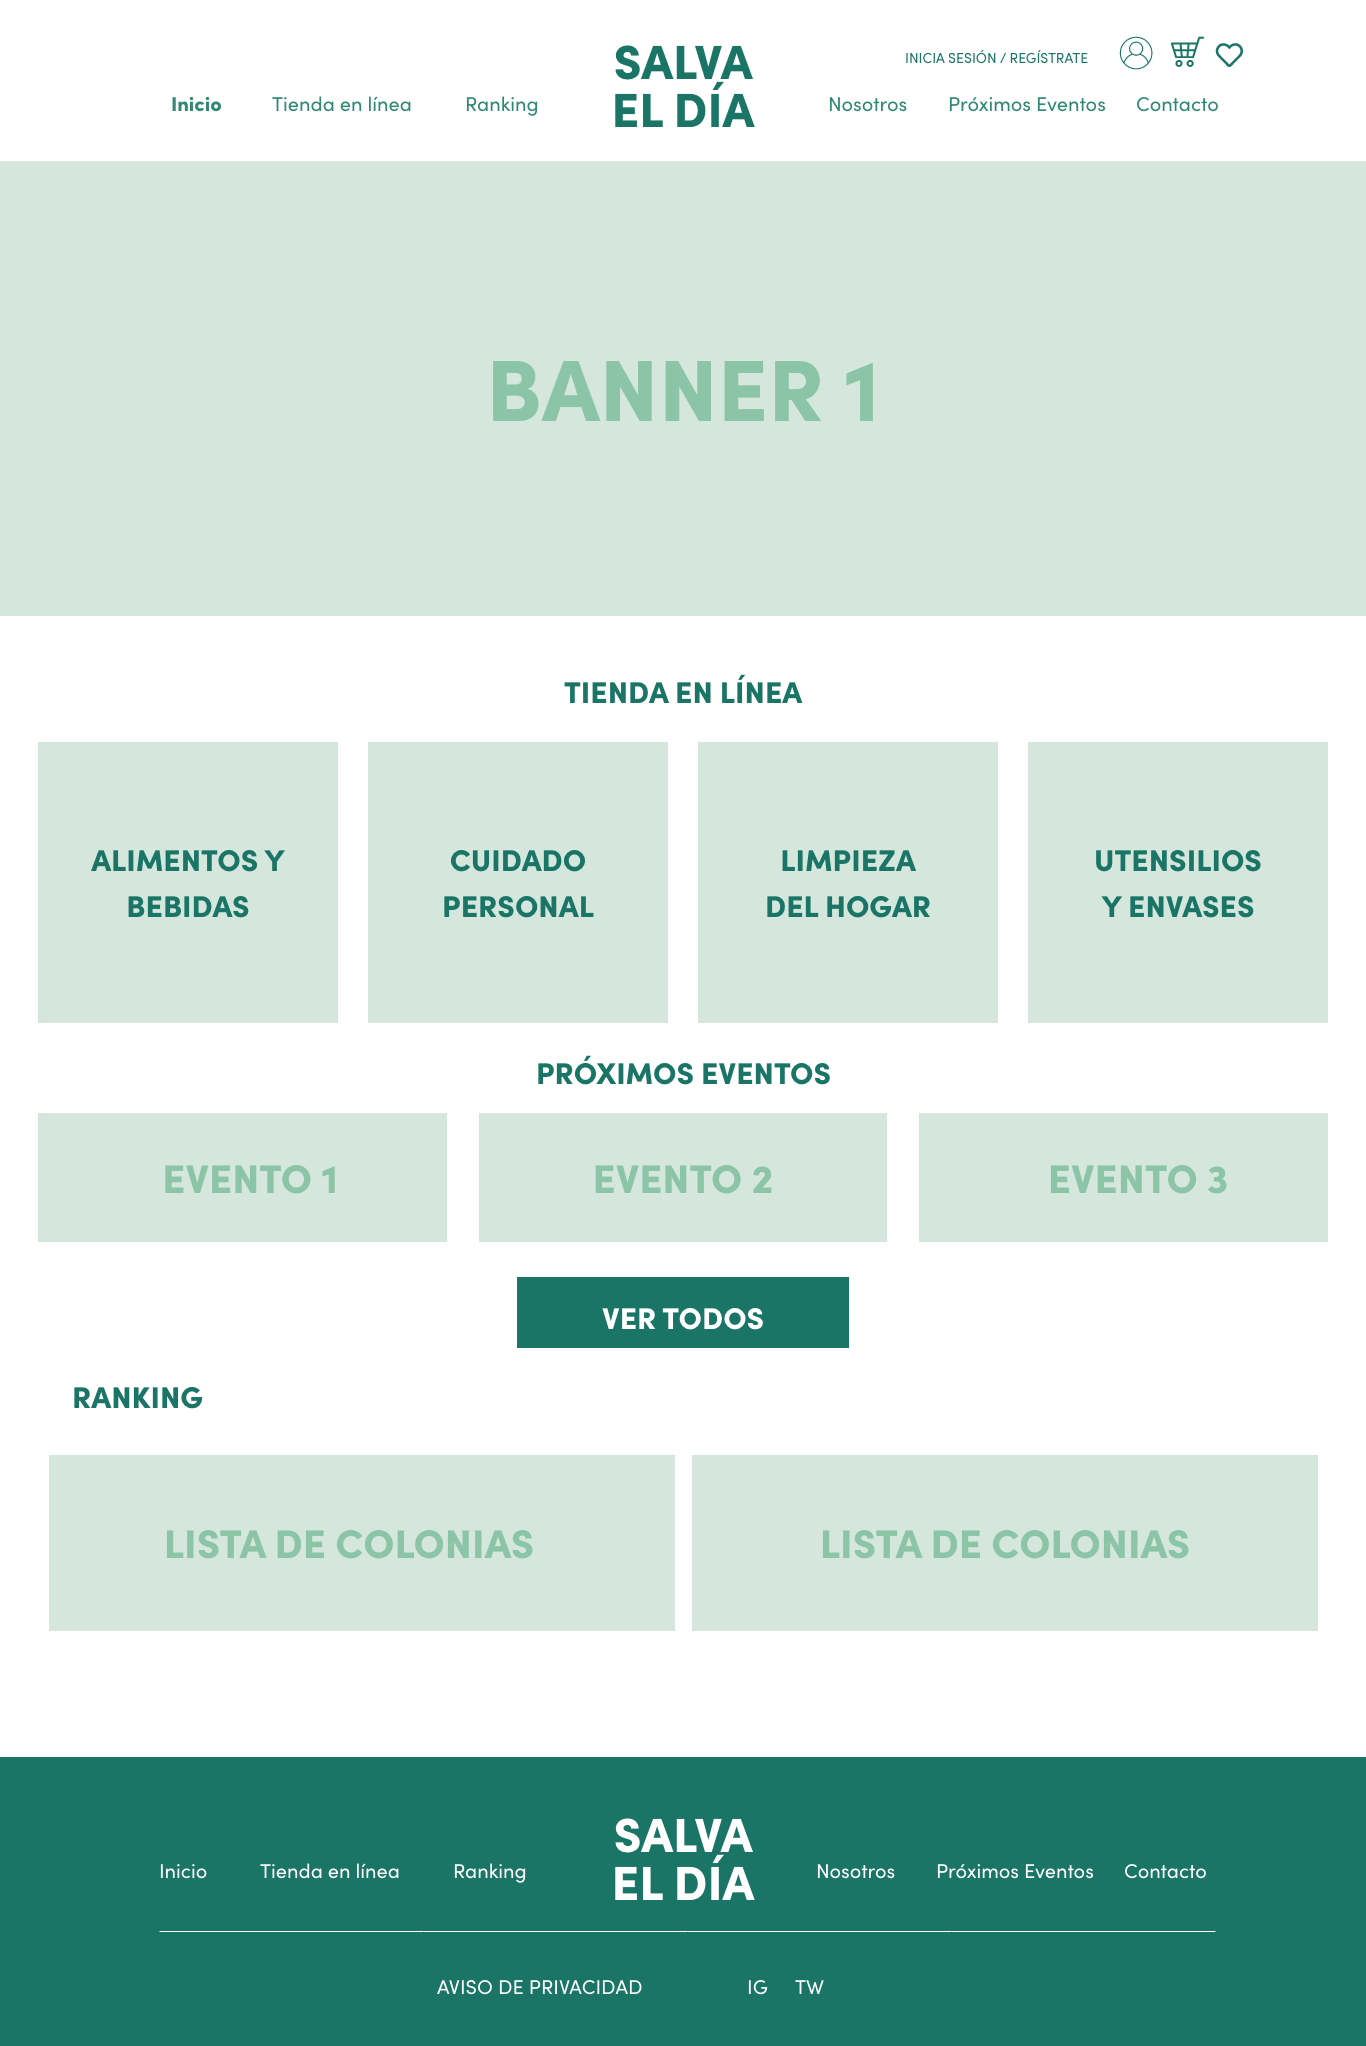 INICIA SESIÓN / REGÍSTRATE
Inicio
Tienda en línea
Ranking
SALVA
EL DÍA
Nosotros
Próximos Eventos
Contacto
BANNER 1
TIENDA EN LÍNEA
ALIMENTOS Y
BEBIDAS
CUIDADO
PERSONAL
LIMPIEZA
DEL HOGAR
UTENSILIOS
Y ENVASES
PRÓXIMOS EVENTOS
EVENTO 1
EVENTO 2
EVENTO 3
VER TODOS
RANKING
LISTA DE COLONIAS
LISTA DE COLONIAS
Inicio
Tienda en línea
Ranking
SALVA
EL DÍA
Nosotros
Próximos Eventos
Contacto
AVISO DE PRIVACIDAD
IG
TW